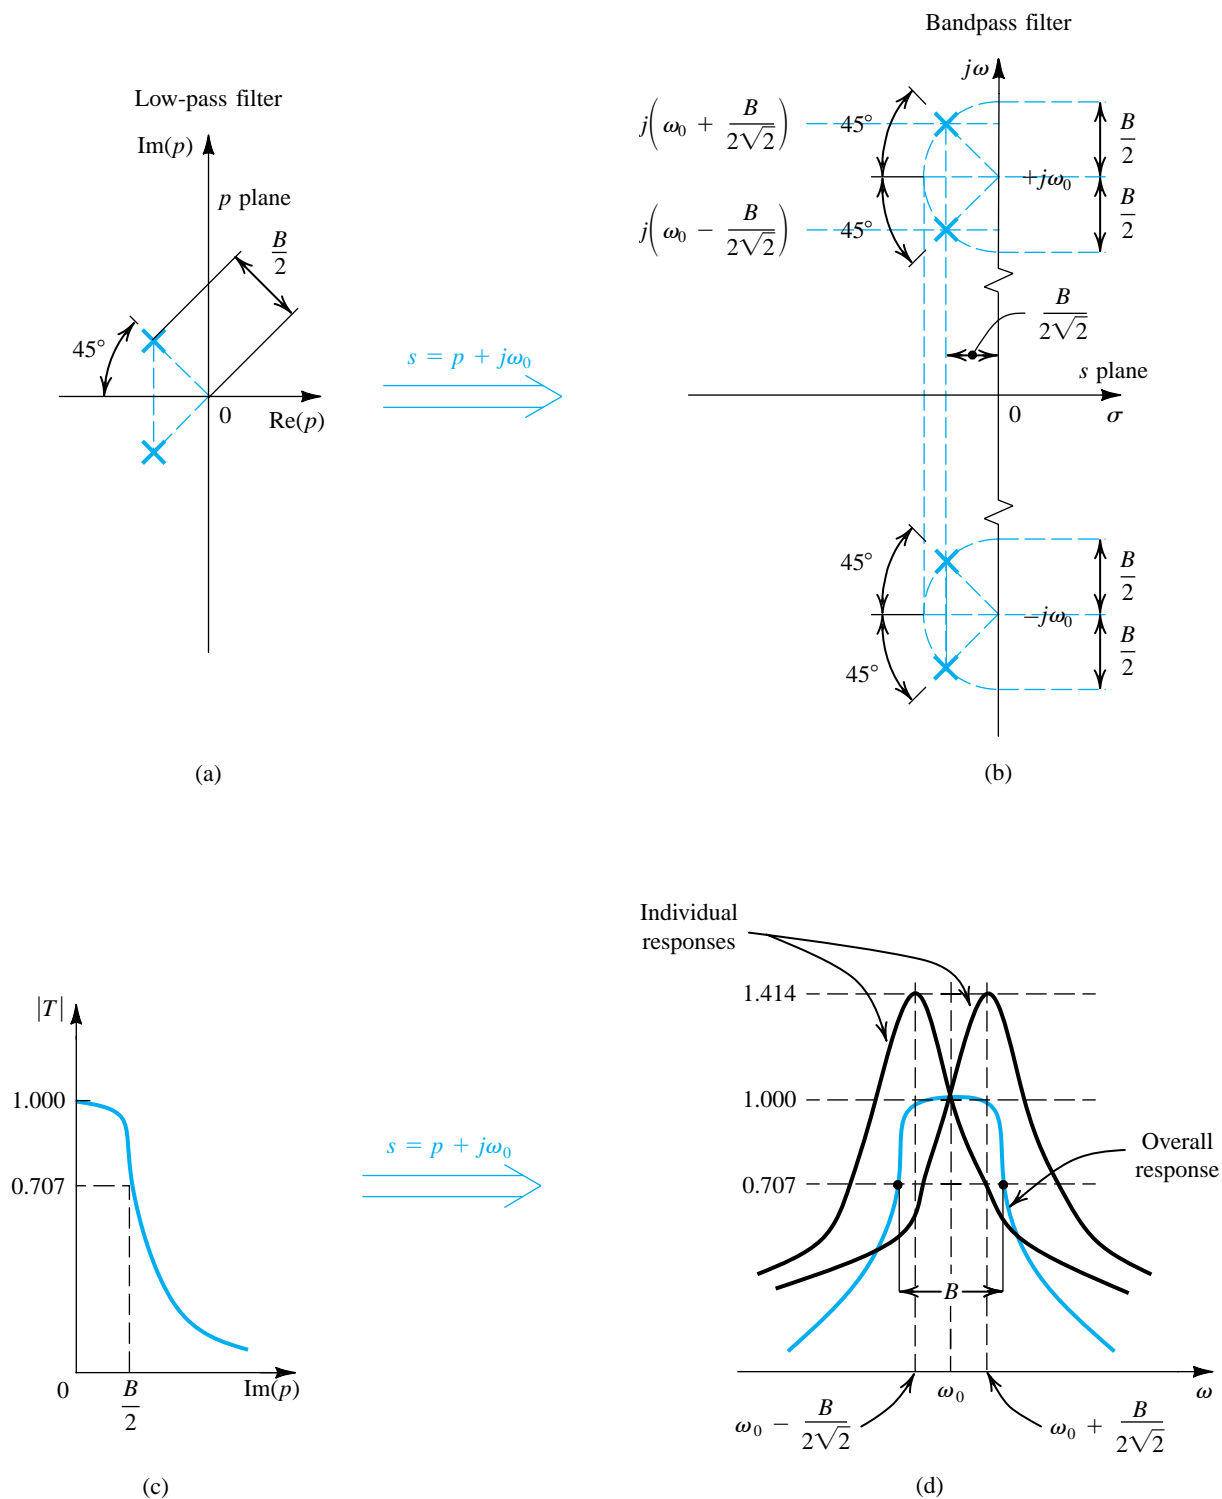 Bandpass filter
Low-pass filter
Im(p)
p plane
B/2
45°
0
Re(p)
s = p + jω₀
(a)
jω
j(ω₀ + B/2√2)
45°
B/2
+jω₀
j(ω₀ − B/2√2)
45°
B/2
B/2√2
s plane
0
σ
45°
B/2
−jω₀
45°
B/2
(b)
|T|
1.000
0.707
0
B/2
Im(p)
s = p + jω₀
(c)
Individual
responses
1.414
1.000
0.707
Overall
response
B
ω₀
ω
ω₀ − B/2√2
ω₀ + B/2√2
(d)